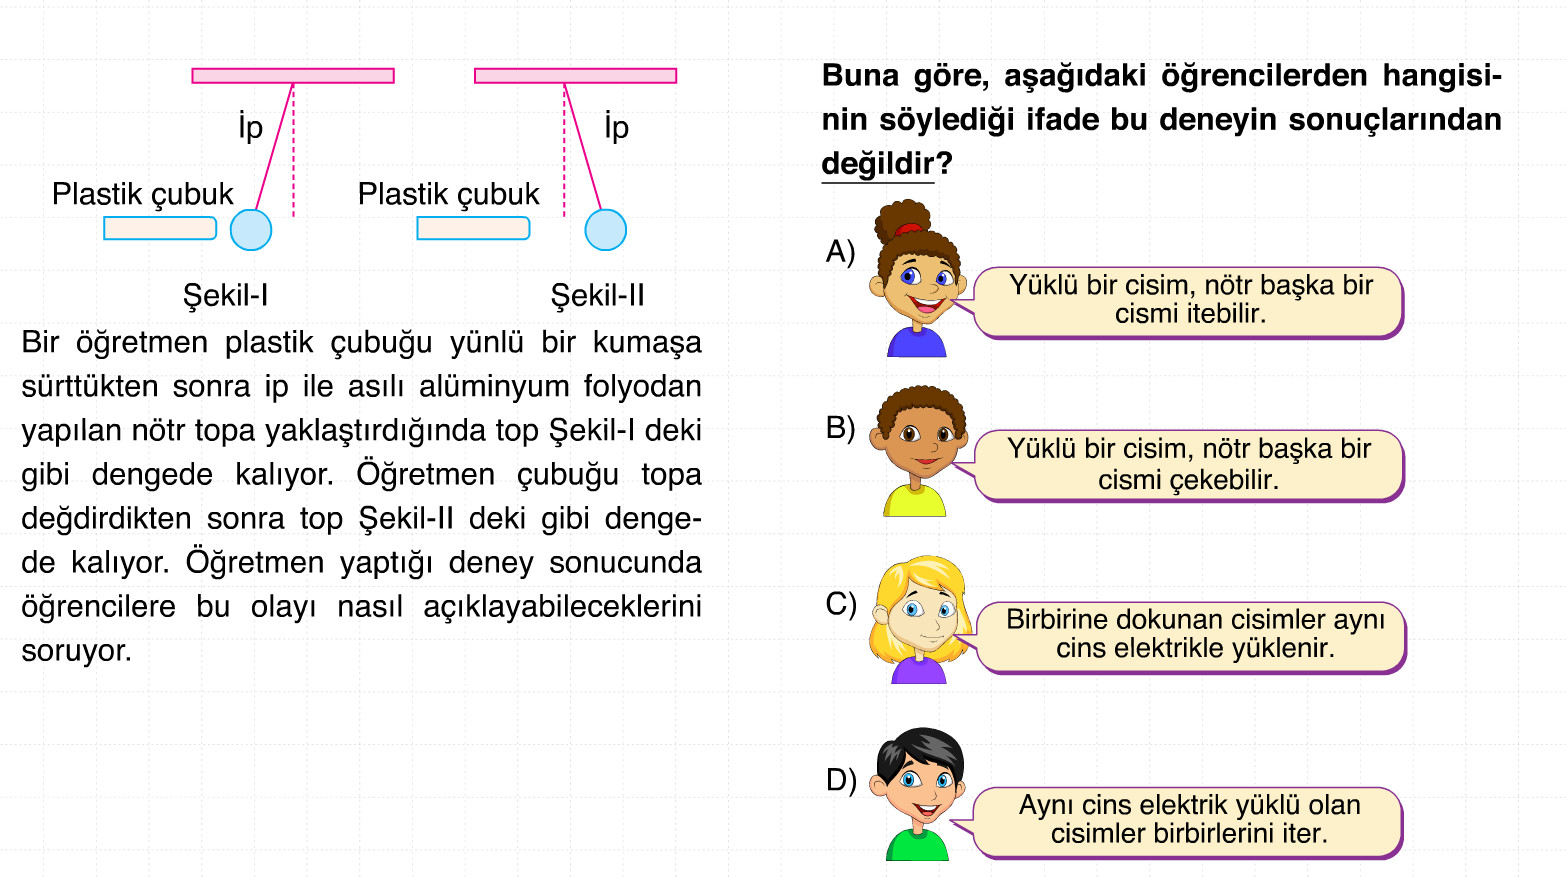 İp
İp
Plastik çubuk
Plastik çubuk
Şekil-I
Şekil-II
Bir öğretmen plastik çubuğu yünlü bir kumaşa
sürttükten sonra ip ile asılı alüminyum folyodan
yapılan nötr topa yaklaştırdığında top Şekil-I deki
gibi dengede kalıyor. Öğretmen çubuğu topa
değdirdikten sonra top Şekil-II deki gibi denge-
de kalıyor. Öğretmen yaptığı deney sonucunda
öğrencilere bu olayı nasıl açıklayabileceklerini
soruyor.
Buna göre, aşağıdaki öğrencilerden hangisi-
nin söylediği ifade bu deneyin sonuçlarından
değildir?
A)
Yüklü bir cisim, nötr başka bir
cismi itebilir.
B)
Yüklü bir cisim, nötr başka bir
cismi çekebilir.
C)
Birbirine dokunan cisimler aynı
cins elektrikle yüklenir.
D)
Aynı cins elektrik yüklü olan
cisimler birbirlerini iter.